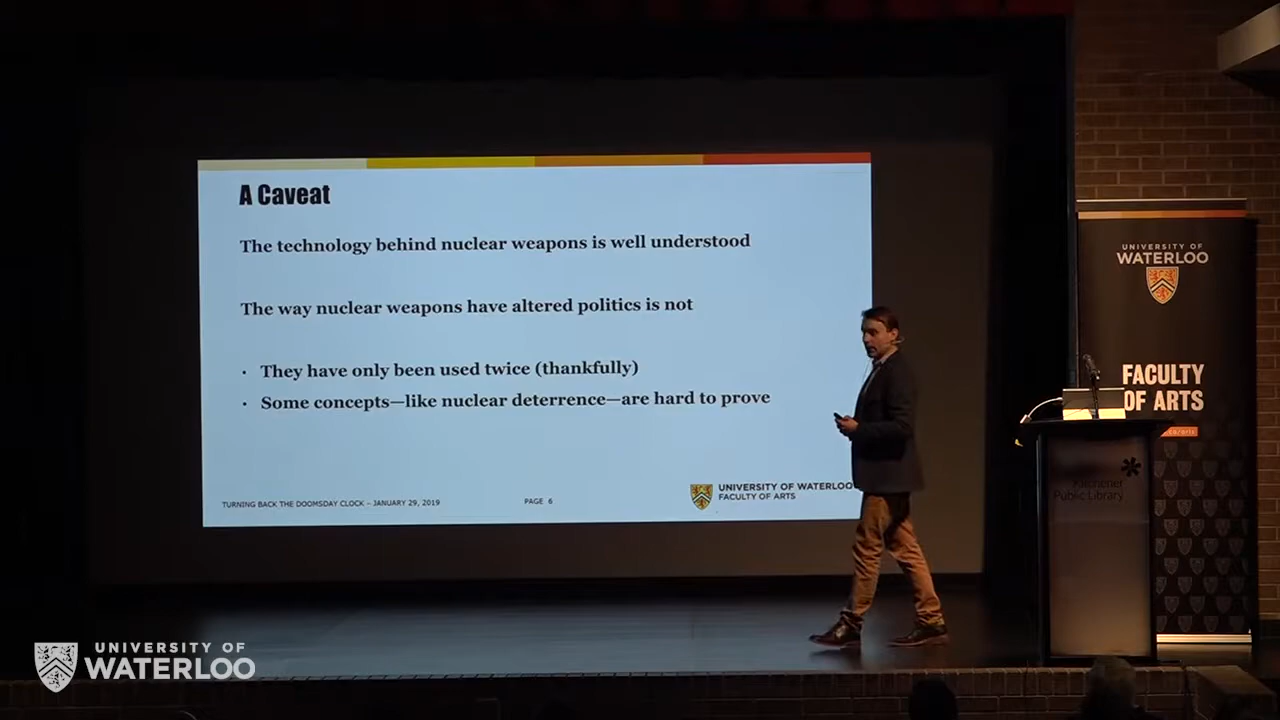 A Caveat
The technology behind nuclear weapons is well understood
The way nuclear weapons have altered politics is not
· They have only been used twice (thankfully)
· Some concepts—like nuclear deterrence—are hard to prove
TURNING BACK THE DOOMSDAY CLOCK – JANUARY 29, 2019
PAGE 6
UNIVERSITY OF WATERLOO
FACULTY OF ARTS
UNIVERSITY OF
WATERLOO
FACULTY
OF ARTS
Kitchener
Public Library
UNIVERSITY OF
WATERLOO